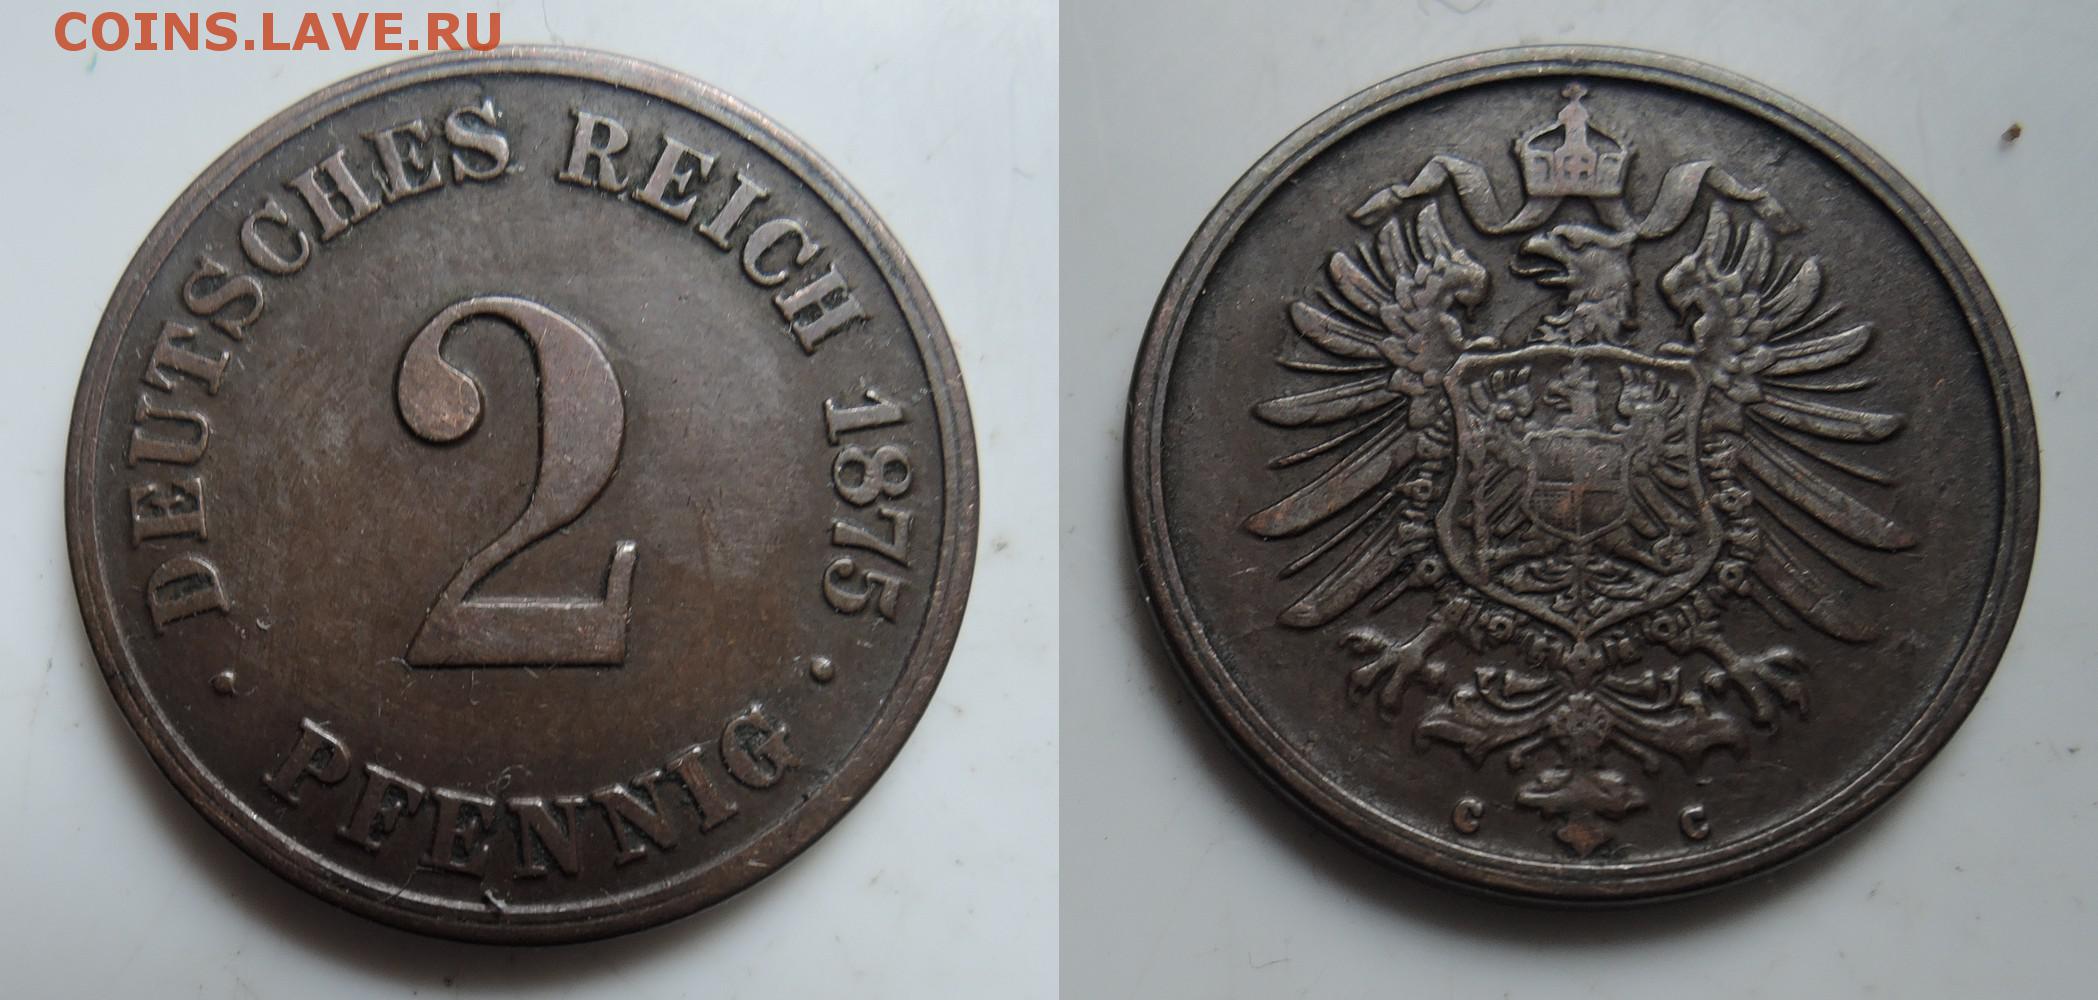 COINS.LAVE.RU
DEUTSCHES REICH 1875
2
· PFENNIG ·
C C